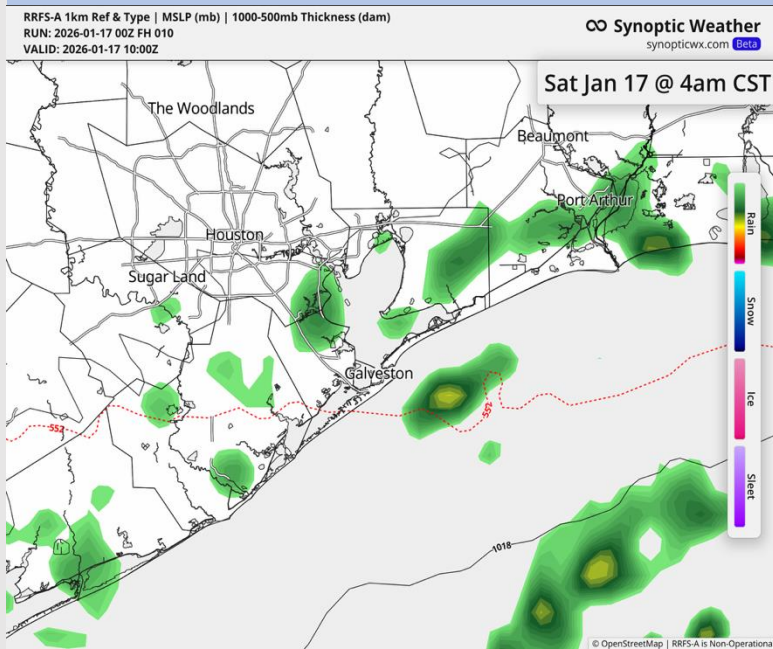 RRFS-A 1km Ref & Type | MSLP (mb) | 1000-500mb Thickness (dam)
RUN: 2026-01-17 00Z FH 010
VALID: 2026-01-17 10:00Z
Synoptic Weather
synopticwx.com Beta
Sat Jan 17 @ 4am CST
The Woodlands
Beaumont
Port Arthur
Houston
1020
Sugar Land
Galveston
552
552
1018
Rain
Snow
Ice
Sleet
© OpenStreetMap | RRFS-A is Non-Operationa